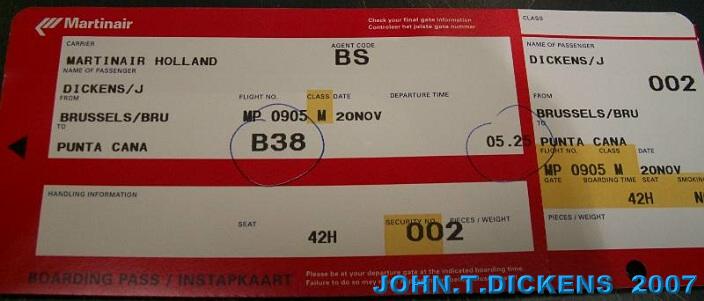 Martinair
Check your final gate information
Controleer het juiste gate nummer
CLASS
CARRIER
AGENT CODE
MARTINAIR HOLLAND
BS
NAME OF PASSENGER
DICKENS/J
FROM
FLIGHT NO. CLASS DATE DEPARTURE TIME
BRUSSELS/BRU
MP 0905 M 20NOV
TO
PUNTA CANA
B38
05.25
HANDLING INFORMATION
SEAT
SECURITY NO. PIECES / WEIGHT
42H
002
BOARDING PASS / INSTAPKAART
Please be at your departure gate at the indicated boarding time.
Failure to do so may
NAME OF PASSENGER
DICKENS/J
002
FROM
BRUSSELS/BRU
TO
PUNTA CANA
FLIGHT NO. CLASS DATE
MP 0905 M 20NOV
GATE BOARDING TIME SEAT SMOKING
42H
PIECES / WEIGHT
JOHN.T.DICKENS 2007